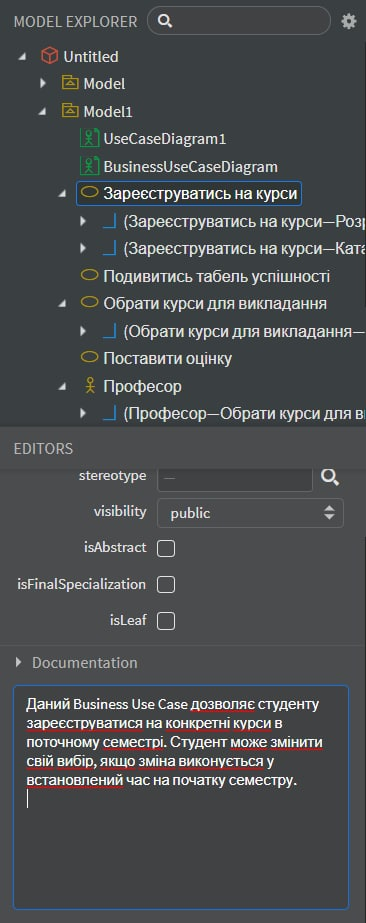 MODEL EXPLORER
Untitled
Model
Model1
UseCaseDiagram1
BusinessUseCaseDiagram
Зареєструватись на курси
(Зареєструватись на курси—Розр
(Зареєструватись на курси—Ката
Подивитись табель успішності
Обрати курси для викладання
(Обрати курси для викладання—
Поставити оцінку
Професор
(Професор—Обрати курси для ви
EDITORS
stereotype —
visibility public
isAbstract
isFinalSpecialization
isLeaf
Documentation
Даний Business Use Case дозволяє студенту
зареєструватися на конкретні курси в
поточному семестрі. Студент може змінити
свій вибір, якщо зміна виконується у
встановлений час на початку семестру.